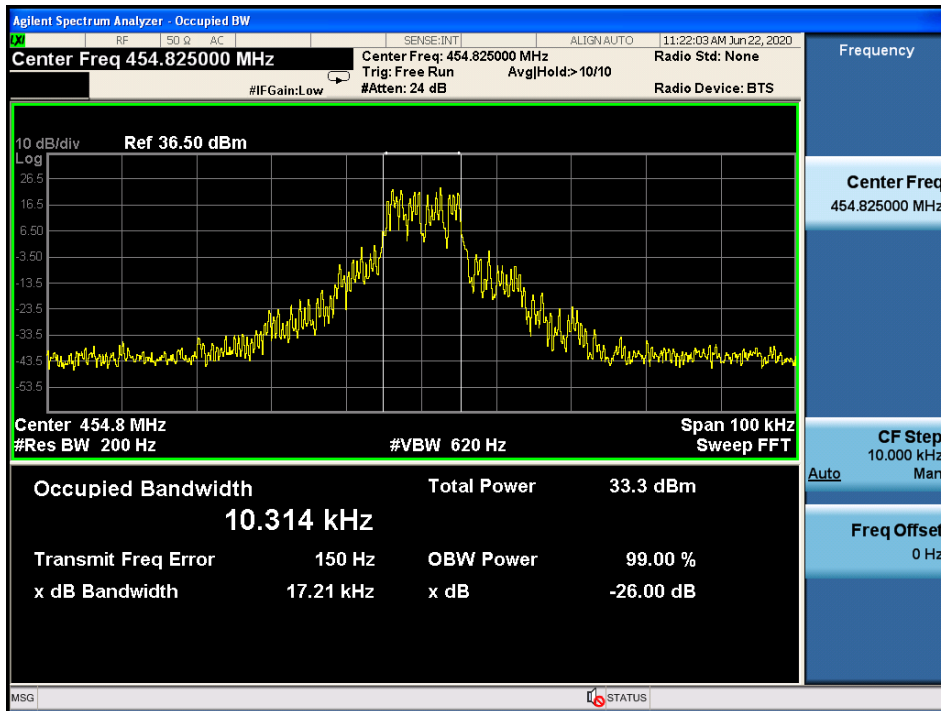 Agilent Spectrum Analyzer - Occupied BW
LXI RF 50 Ω AC SENSE:INT ALIGNAUTO 11:22:03 AM Jun 22, 2020
Center Freq 454.825000 MHz
Center Freq: 454.825000 MHz
Radio Std: None
Trig: Free Run Avg|Hold:>10/10
#IFGain:Low
#Atten: 24 dB
Radio Device: BTS
10 dB/div Ref 36.50 dBm
Log
26.5
16.5
6.50
-3.50
-13.5
-23.5
-33.5
-43.5
-53.5
Center 454.8 MHz Span 100 kHz
#Res BW 200 Hz #VBW 620 Hz Sweep FFT
Occupied Bandwidth Total Power 33.3 dBm
10.314 kHz
Transmit Freq Error 150 Hz OBW Power 99.00 %
x dB Bandwidth 17.21 kHz x dB -26.00 dB
Frequency
Center Freq
454.825000 MHz
CF Step
10.000 kHz
Auto Man
Freq Offset
0 Hz
MSG STATUS